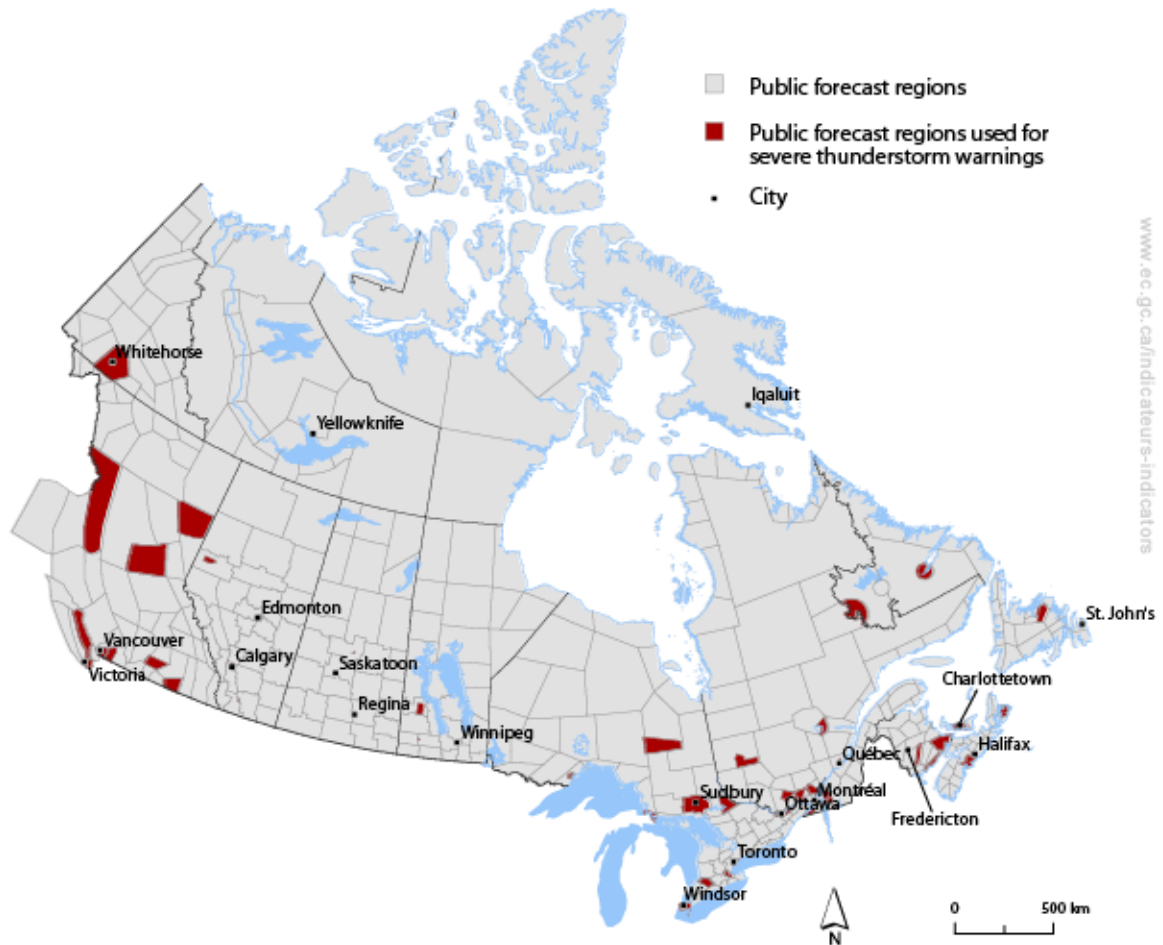 Public forecast regions
Public forecast regions used for
severe thunderstorm warnings
City
www.ec.gc.ca/indicateurs-indicators
Whitehorse
Iqaluit
Yellowknife
Edmonton
St. John's
Vancouver
Calgary
Saskatoon
Victoria
Charlottetown
Regina
Winnipeg
Québec
Halifax
Sudbury
Montréal
Ottawa
Fredericton
Toronto
Windsor
0 500 km
N